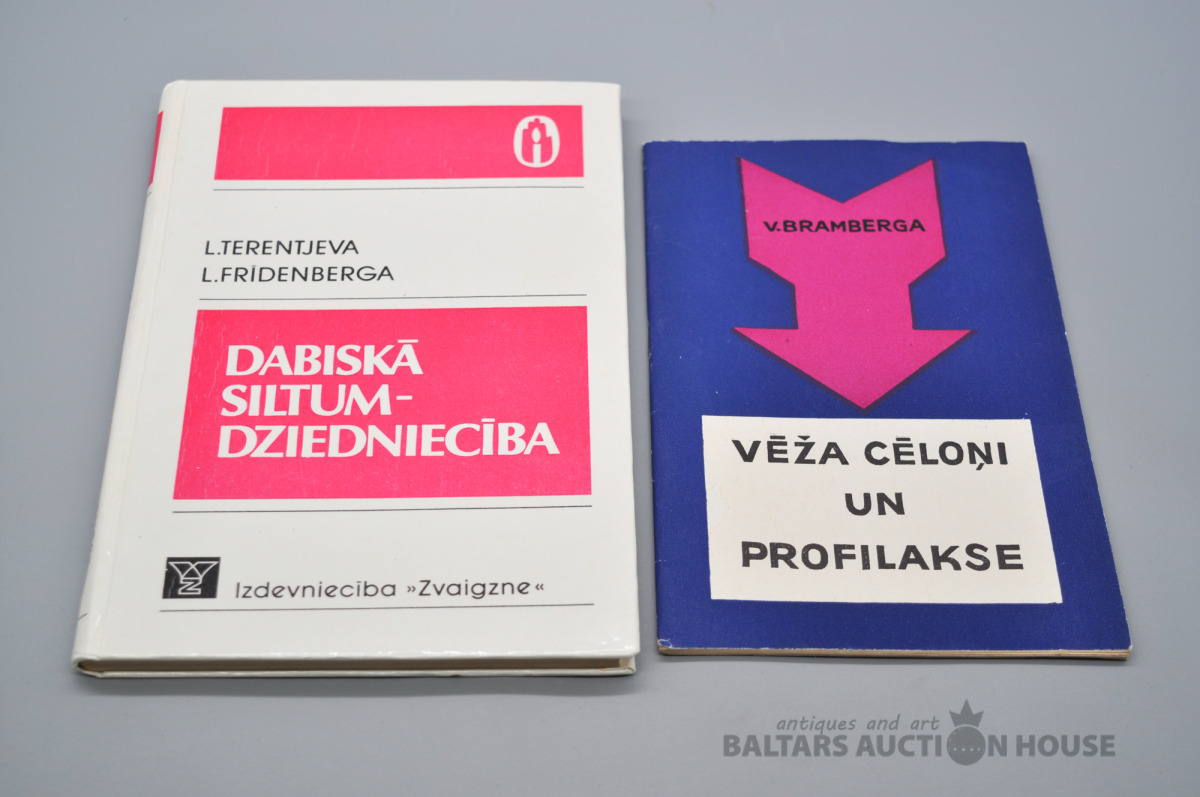 L.TERENTJEVA
L.FRĪDENBERGA
DABISKĀ
SILTUM-
DZIEDNIECĪBA
Izdevniecība »Zvaigzne«
V.BRAMBERGA
VĒŽA CĒLOŅI
UN
PROFILAKSE
antiques and art
BALTARS AUCTION HOUSE